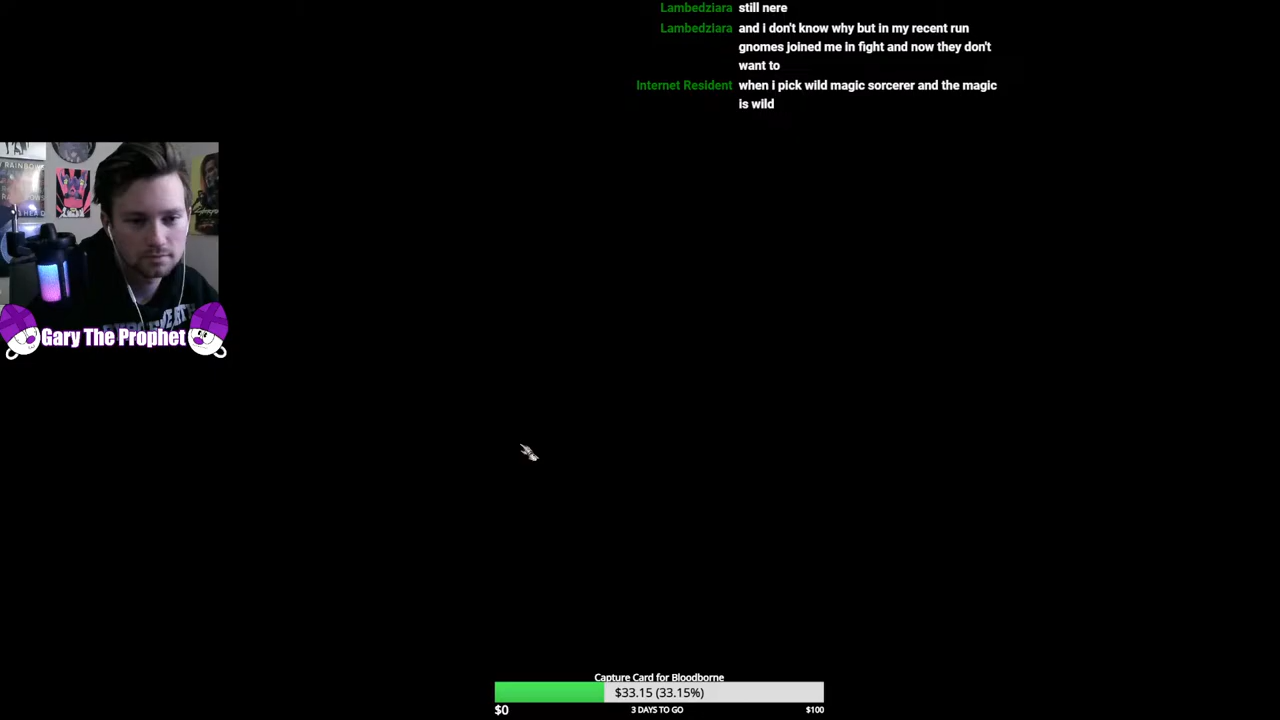 Lambedziara still nere
Lambedziara and i don't know why but in my recent run
gnomes joined me in fight and now they don't
want to
Internet Resident when i pick wild magic sorcerer and the magic
is wild
Gary The Prophet
Capture Card for Bloodborne
$33.15 (33.15%)
$0 3 DAYS TO GO $100